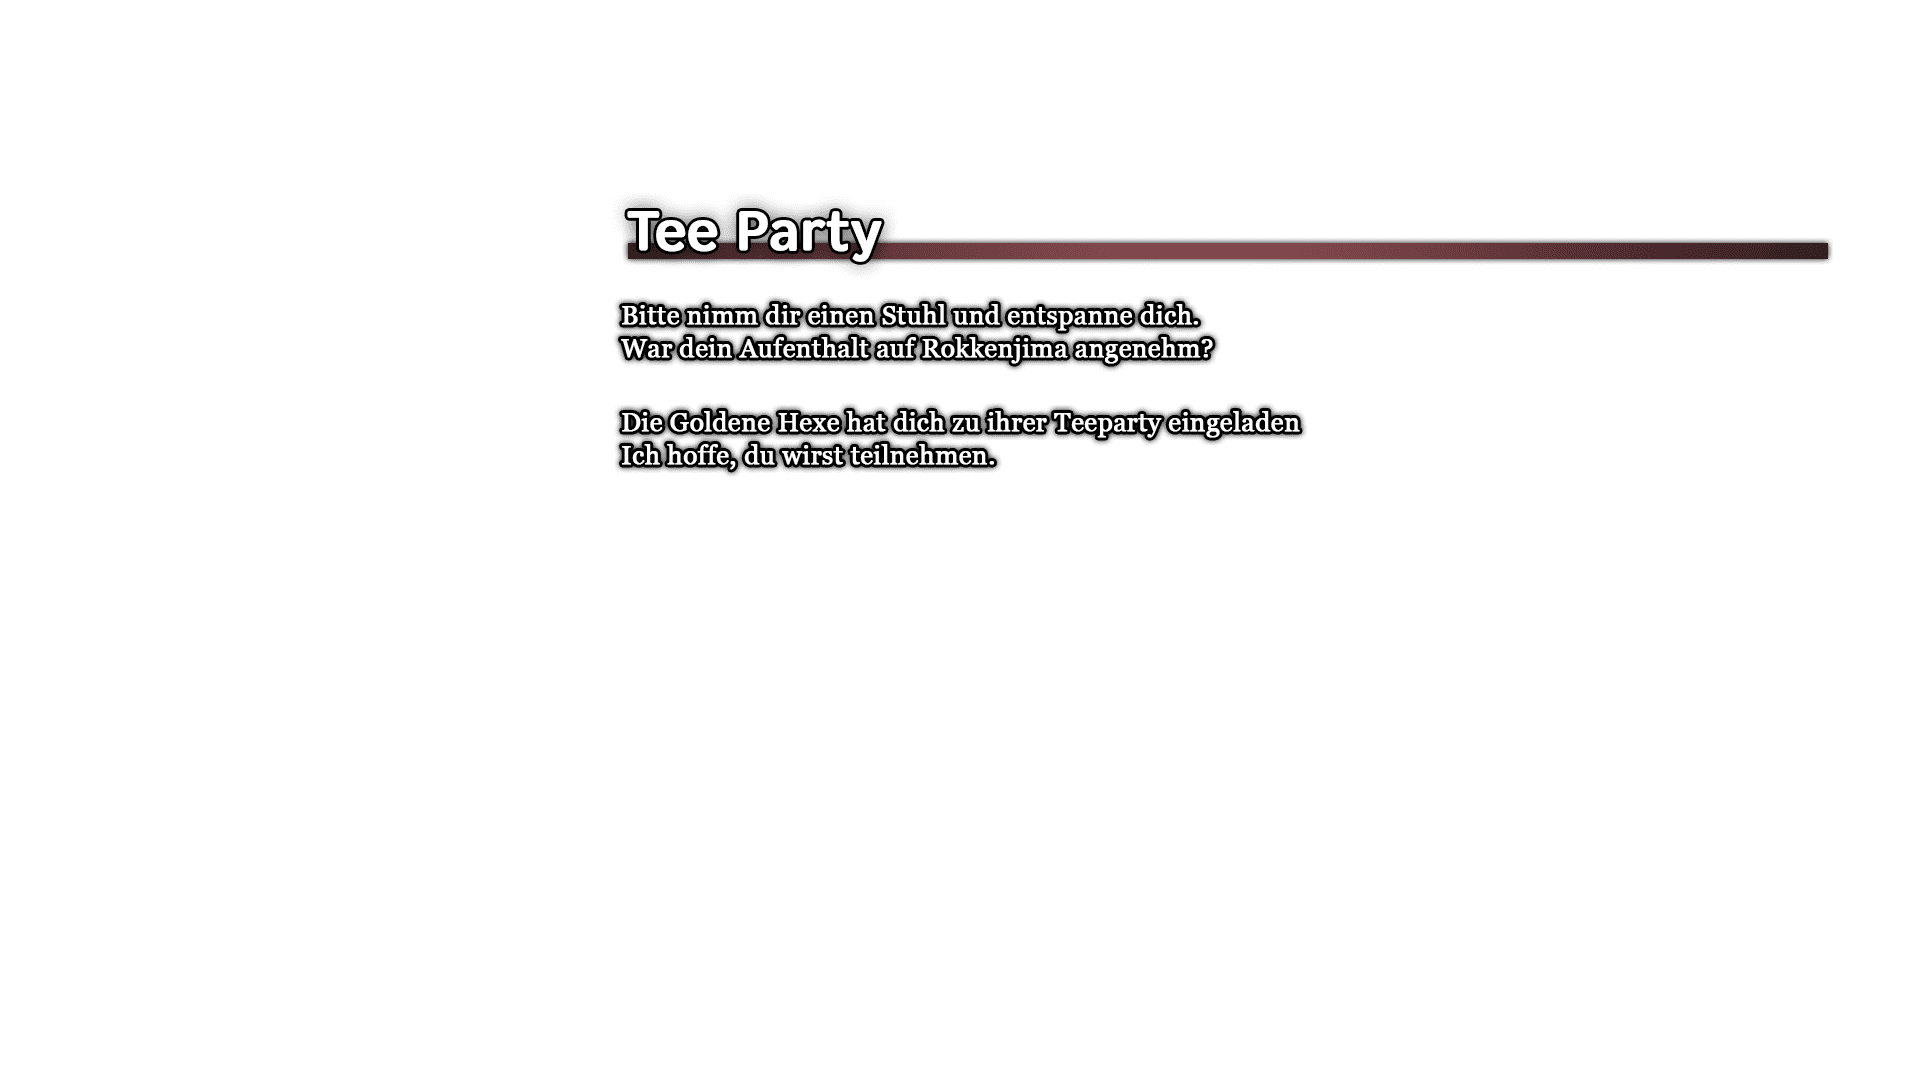 Tee Party
Bitte nimm dir einen Stuhl und entspanne dich.
War dein Aufenthalt auf Rokkenjima angenehm?
Die Goldene Hexe hat dich zu ihrer Teeparty eingeladen
Ich hoffe, du wirst teilnehmen.